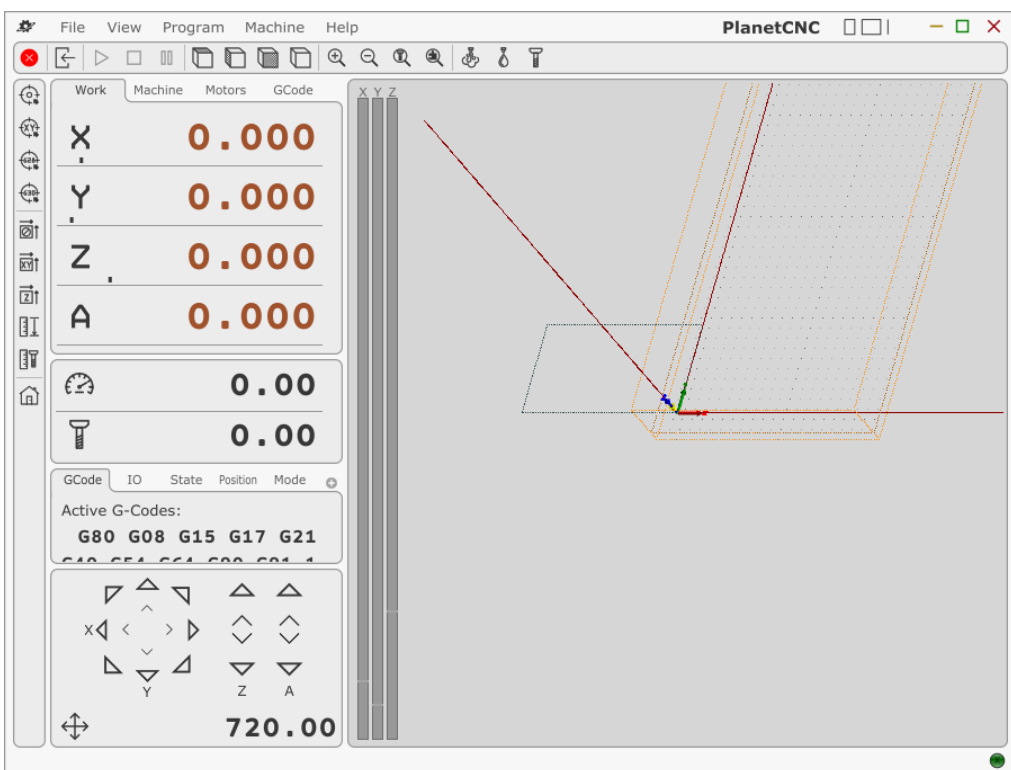 File View Program Machine Help
PlanetCNC
Work Machine Motors GCode
X Y Z
X 0.000
Y 0.000
Z 0.000
A 0.000
0.00
0.00
GCode IO State Position Mode
Active G-Codes:
G80 G08 G15 G17 G21
X
Y Z A
720.00